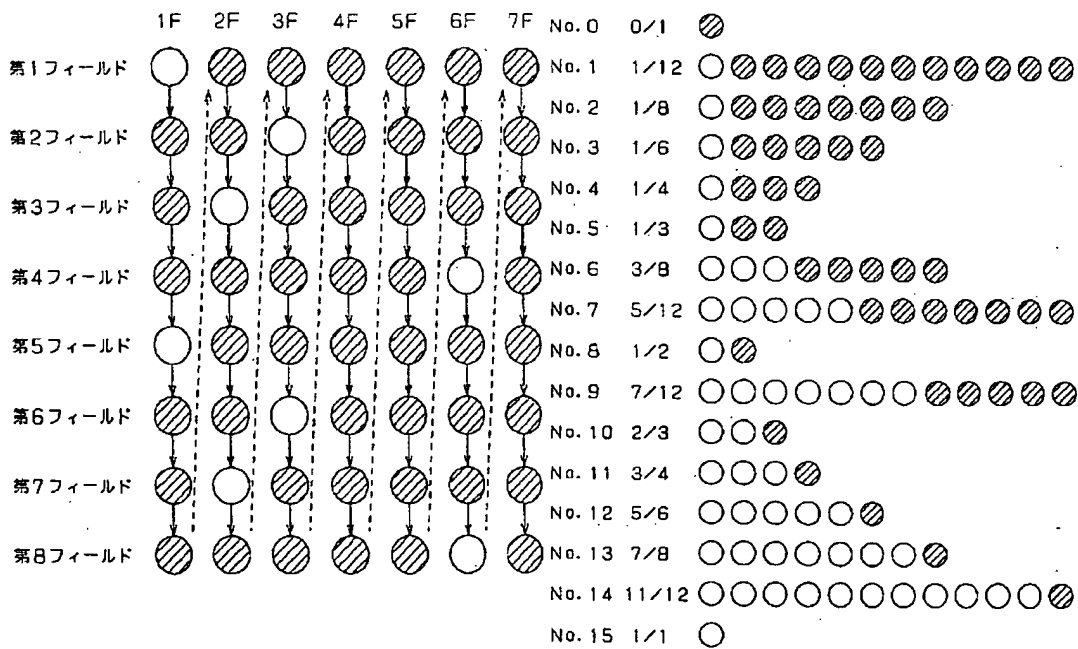 1F 2F 3F 4F 5F 6F 7F
第1フィールド
第2フィールド
第3フィールド
第4フィールド
第5フィールド
第6フィールド
第7フィールド
第8フィールド
No. 0 0/1
No. 1 1/12
No. 2 1/8
No. 3 1/6
No. 4 1/4
No. 5 1/3
No. 6 3/8
No. 7 5/12
No. 8 1/2
No. 9 7/12
No. 10 2/3
No. 11 3/4
No. 12 5/6
No. 13 7/8
No. 14 11/12
No. 15 1/1